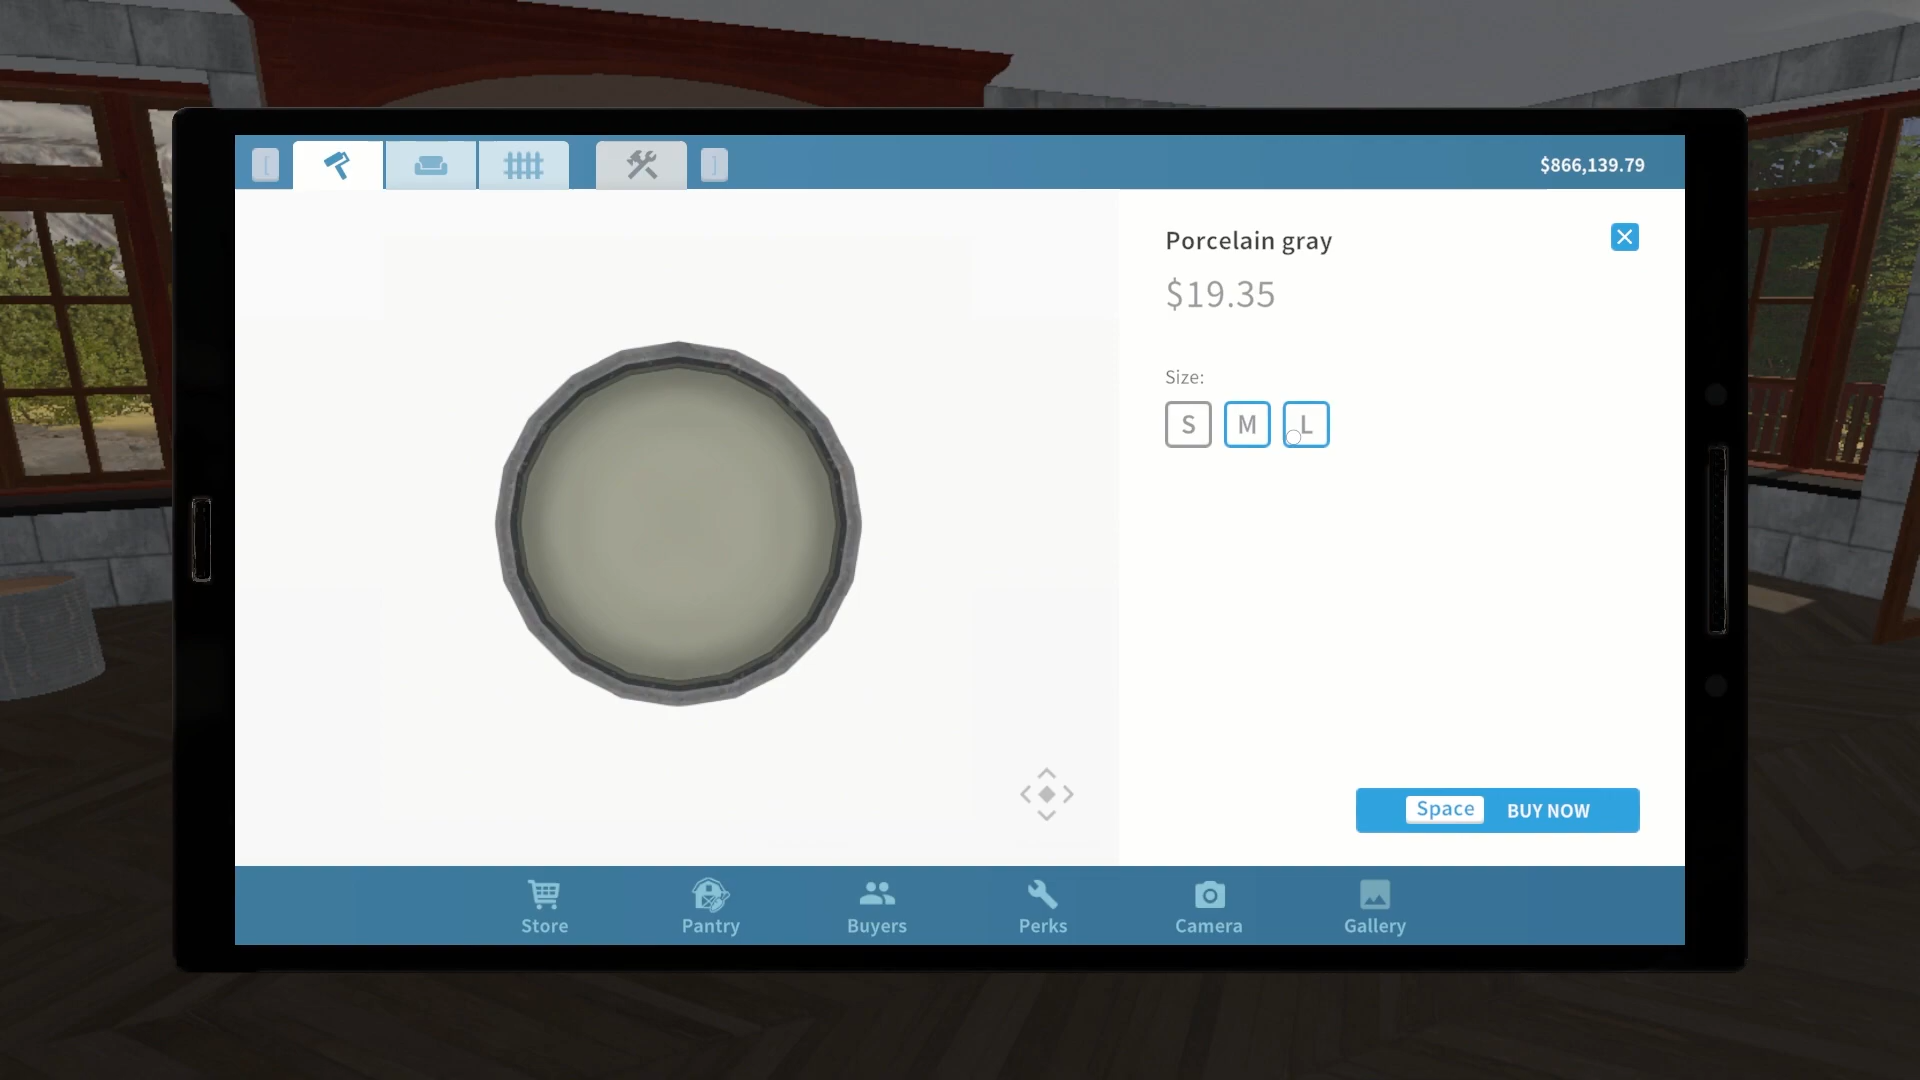 [
]
$866,139.79
Porcelain gray
$19.35
Size:
S M L
Space BUY NOW
Store Pantry Buyers Perks Camera Gallery